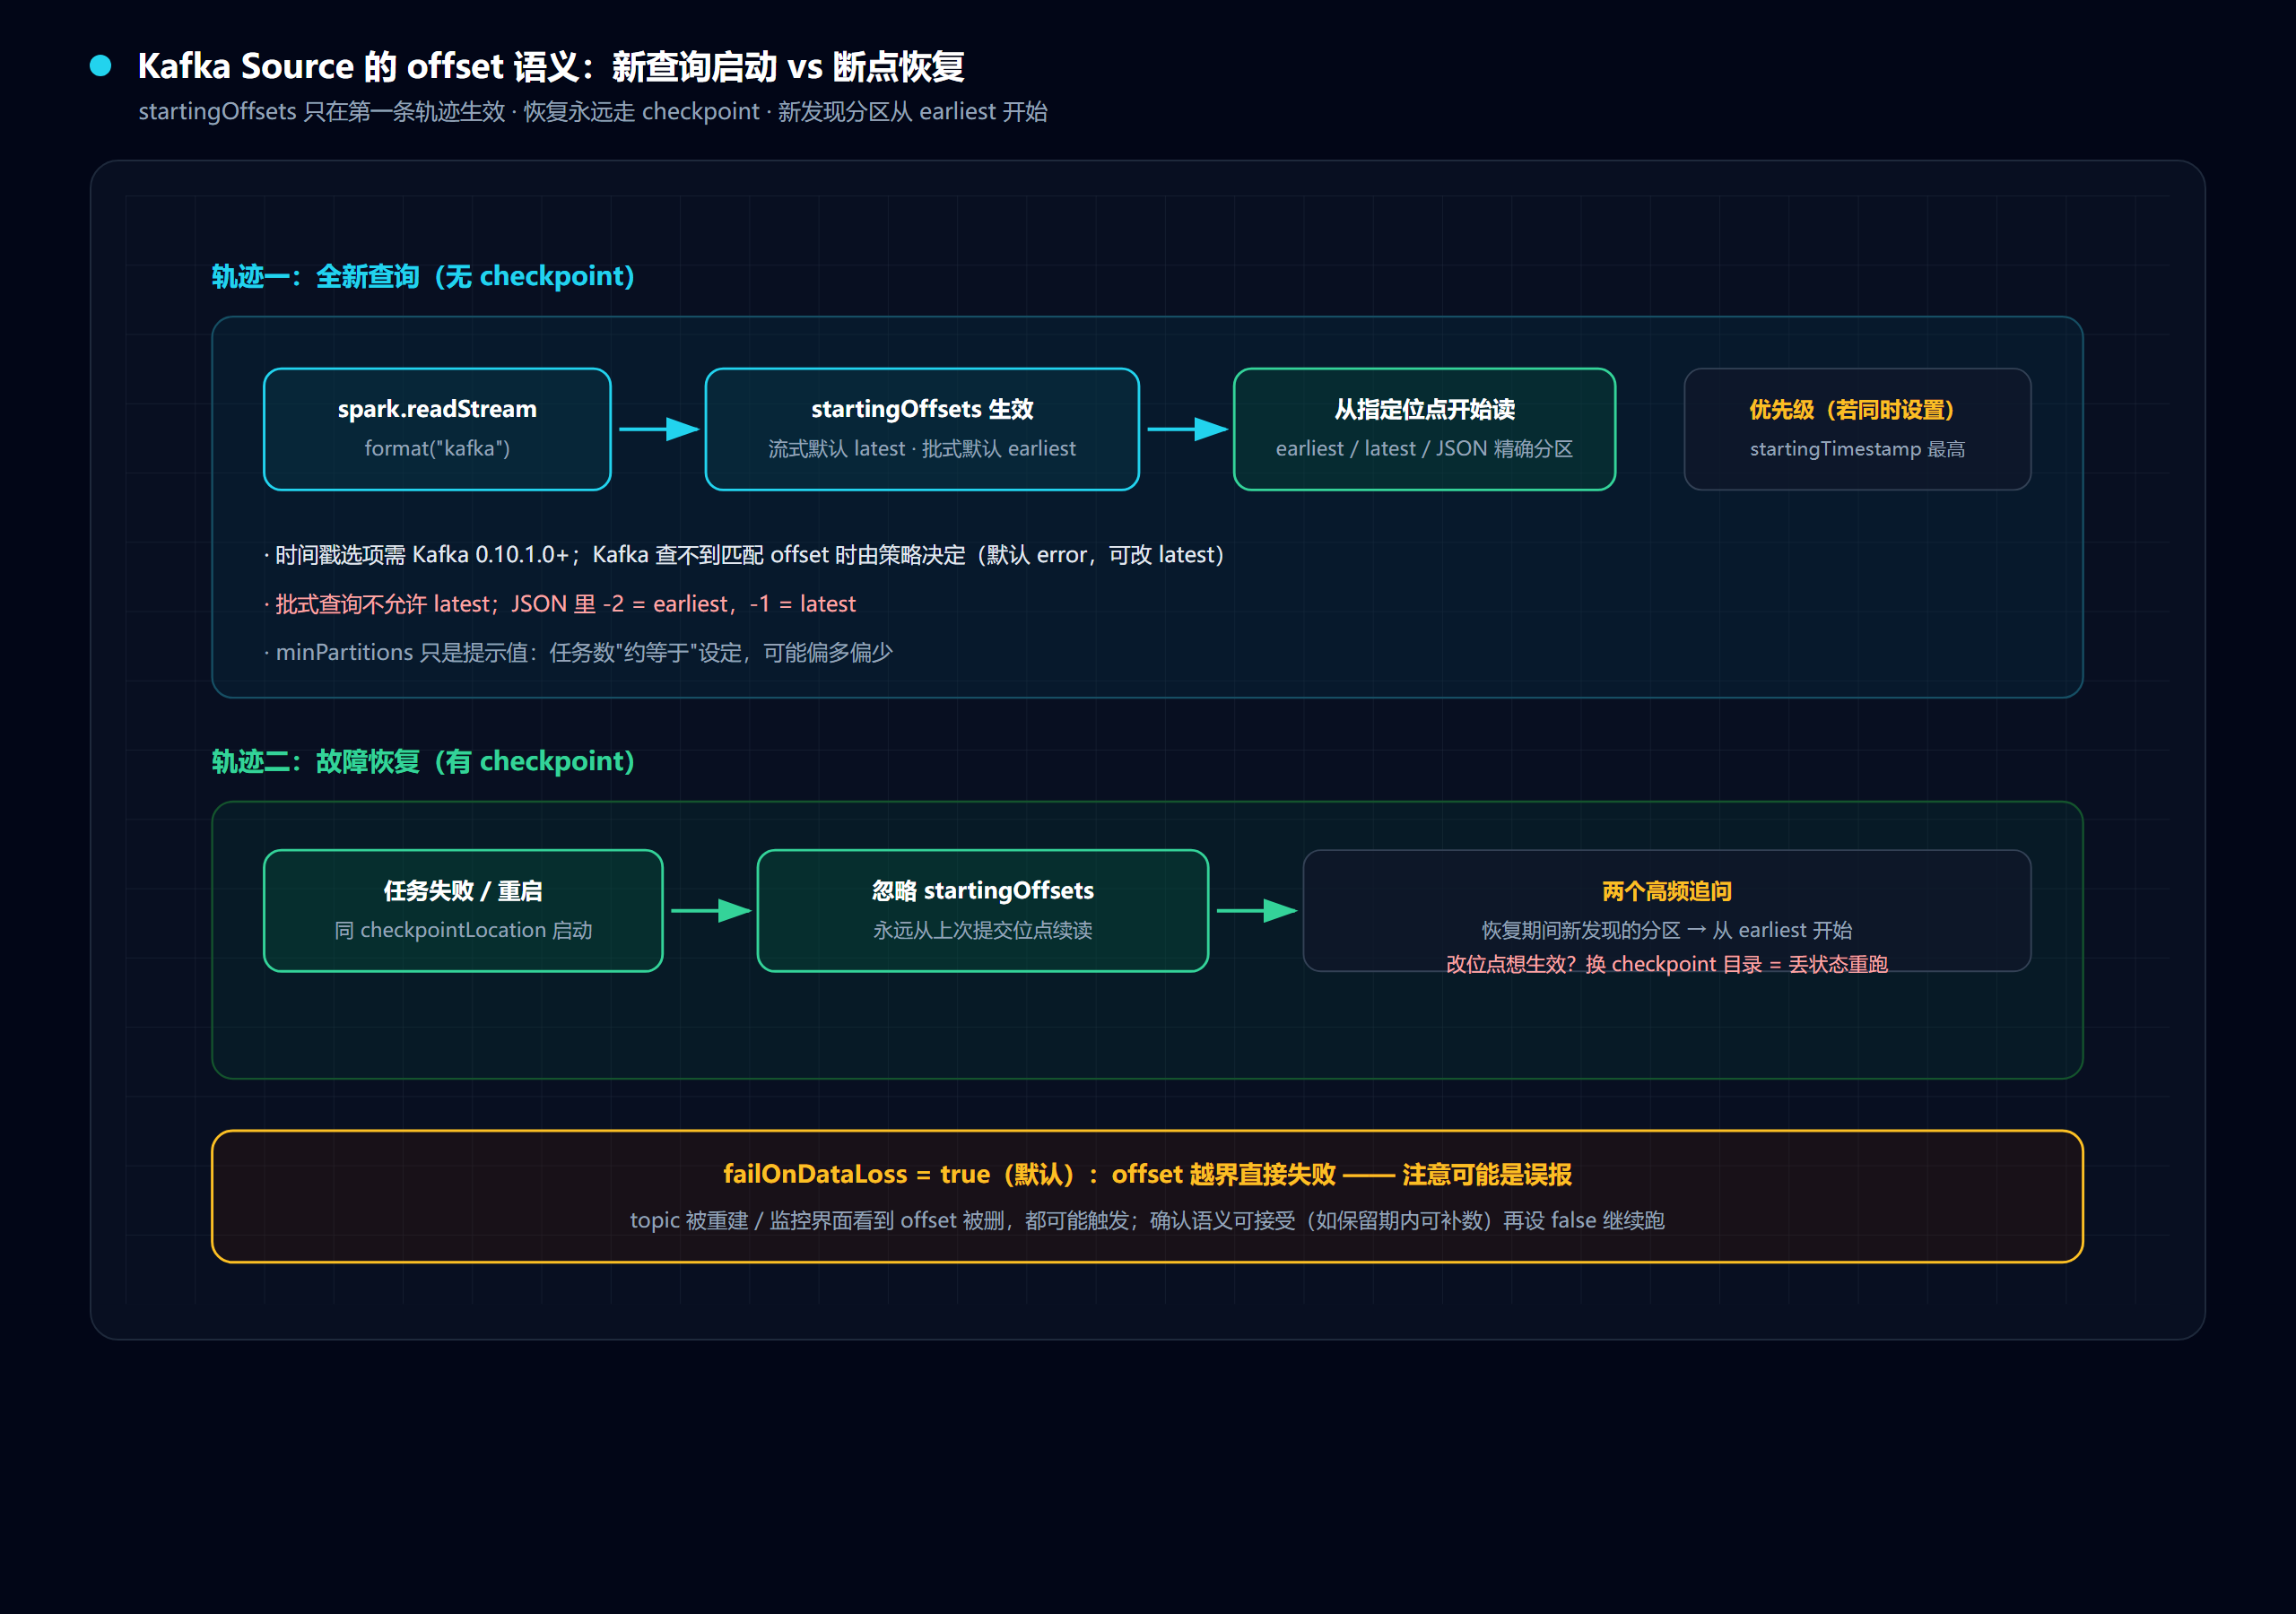 Kafka Source 的 offset 语义：新查询启动 vs 断点恢复
startingOffsets 只在第一条轨迹生效 · 恢复永远走 checkpoint · 新发现分区从 earliest 开始
轨迹一：全新查询（无 checkpoint）
spark.readStream
format("kafka")
startingOffsets 生效
流式默认 latest · 批式默认 earliest
从指定位点开始读
earliest / latest / JSON 精确分区
优先级（若同时设置）
startingTimestamp 最高
· 时间戳选项需 Kafka 0.10.1.0+；Kafka 查不到匹配 offset 时由策略决定（默认 error，可改 latest）
· 批式查询不允许 latest；JSON 里 -2 = earliest，-1 = latest
· minPartitions 只是提示值：任务数"约等于"设定，可能偏多偏少
轨迹二：故障恢复（有 checkpoint）
任务失败 / 重启
同 checkpointLocation 启动
忽略 startingOffsets
永远从上次提交位点续读
两个高频追问
恢复期间新发现的分区 → 从 earliest 开始
改位点想生效？换 checkpoint 目录 = 丢状态重跑
failOnDataLoss = true（默认）：offset 越界直接失败 —— 注意可能是误报
topic 被重建 / 监控界面看到 offset 被删，都可能触发；确认语义可接受（如保留期内可补数）再设 false 继续跑